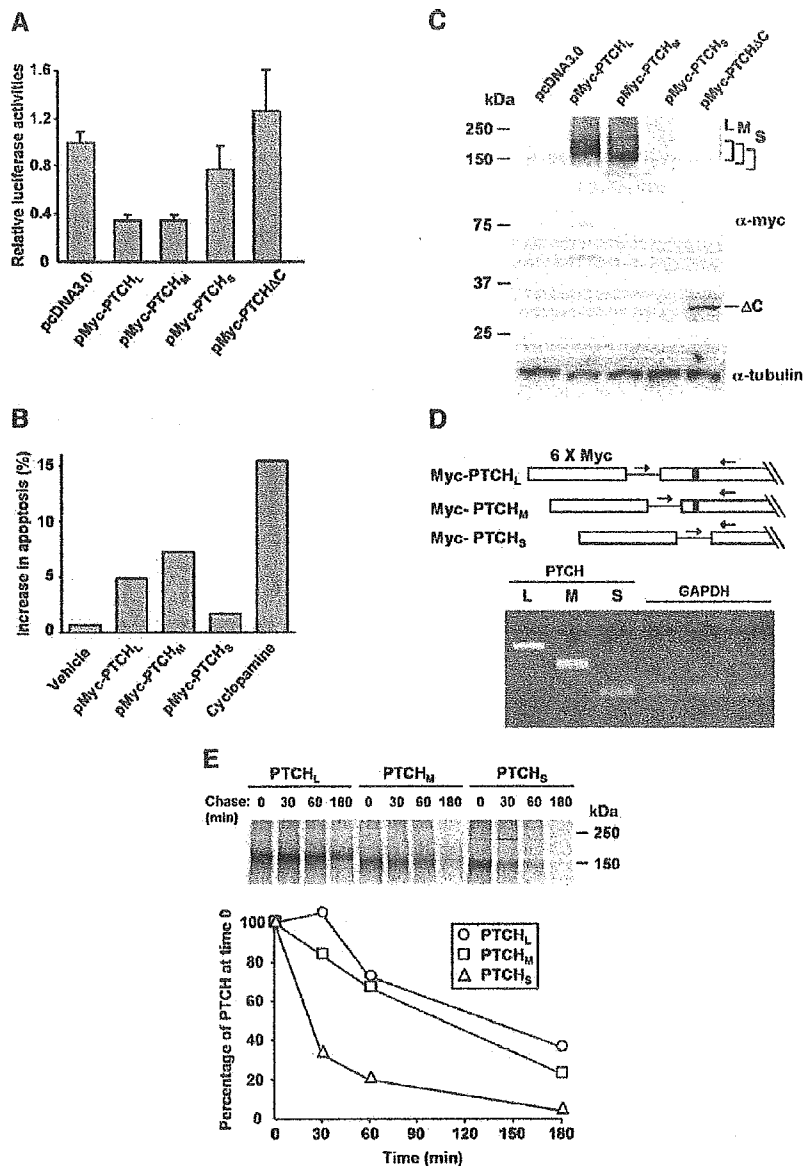 A
Relative luciferase activities
1.6
1.2
0.8
0.4
0
pcDNA3.0
pMyc-PTCHL
pMyc-PTCHM
pMyc-PTCHS
pMyc-PTCHΔC
B
Increase in apoptosis (%)
15
10
5
0
Vehicle
pMyc-PTCHL
pMyc-PTCHM
pMyc-PTCHS
Cyclopamine
C
pcDNA3.0
pMyc-PTCHL
pMyc-PTCHM
pMyc-PTCHS
pMyc-PTCHΔC
kDa
250
150
75
37
25
L M S
α-myc
ΔC
α-tubulin
D
6 X Myc
Myc-PTCHL
Myc- PTCHM
Myc- PTCHS
PTCH
L M S
GAPDH
E
PTCHL PTCHM PTCHS
Chase: 0 30 60 180 0 30 60 180 0 30 60 180
(min)
kDa
250
150
Percentage of PTCH at time 0
100
80
60
40
20
0
PTCHL
PTCHM
PTCHS
0 30 60 90 120 150 180
Time (min)